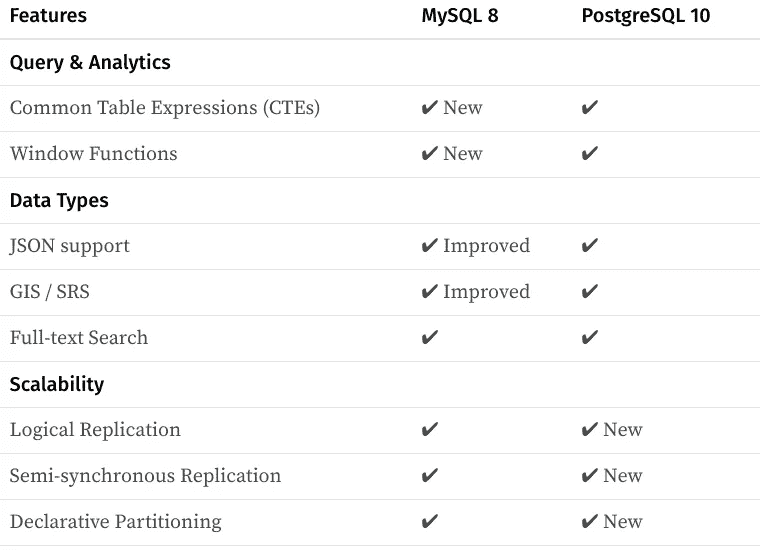 Features MySQL 8 PostgreSQL 10
Query & Analytics
Common Table Expressions (CTEs) ✔ New ✔
Window Functions ✔ New ✔
Data Types
JSON support ✔ Improved ✔
GIS / SRS ✔ Improved ✔
Full-text Search ✔ ✔
Scalability
Logical Replication ✔ ✔ New
Semi-synchronous Replication ✔ ✔ New
Declarative Partitioning ✔ ✔ New